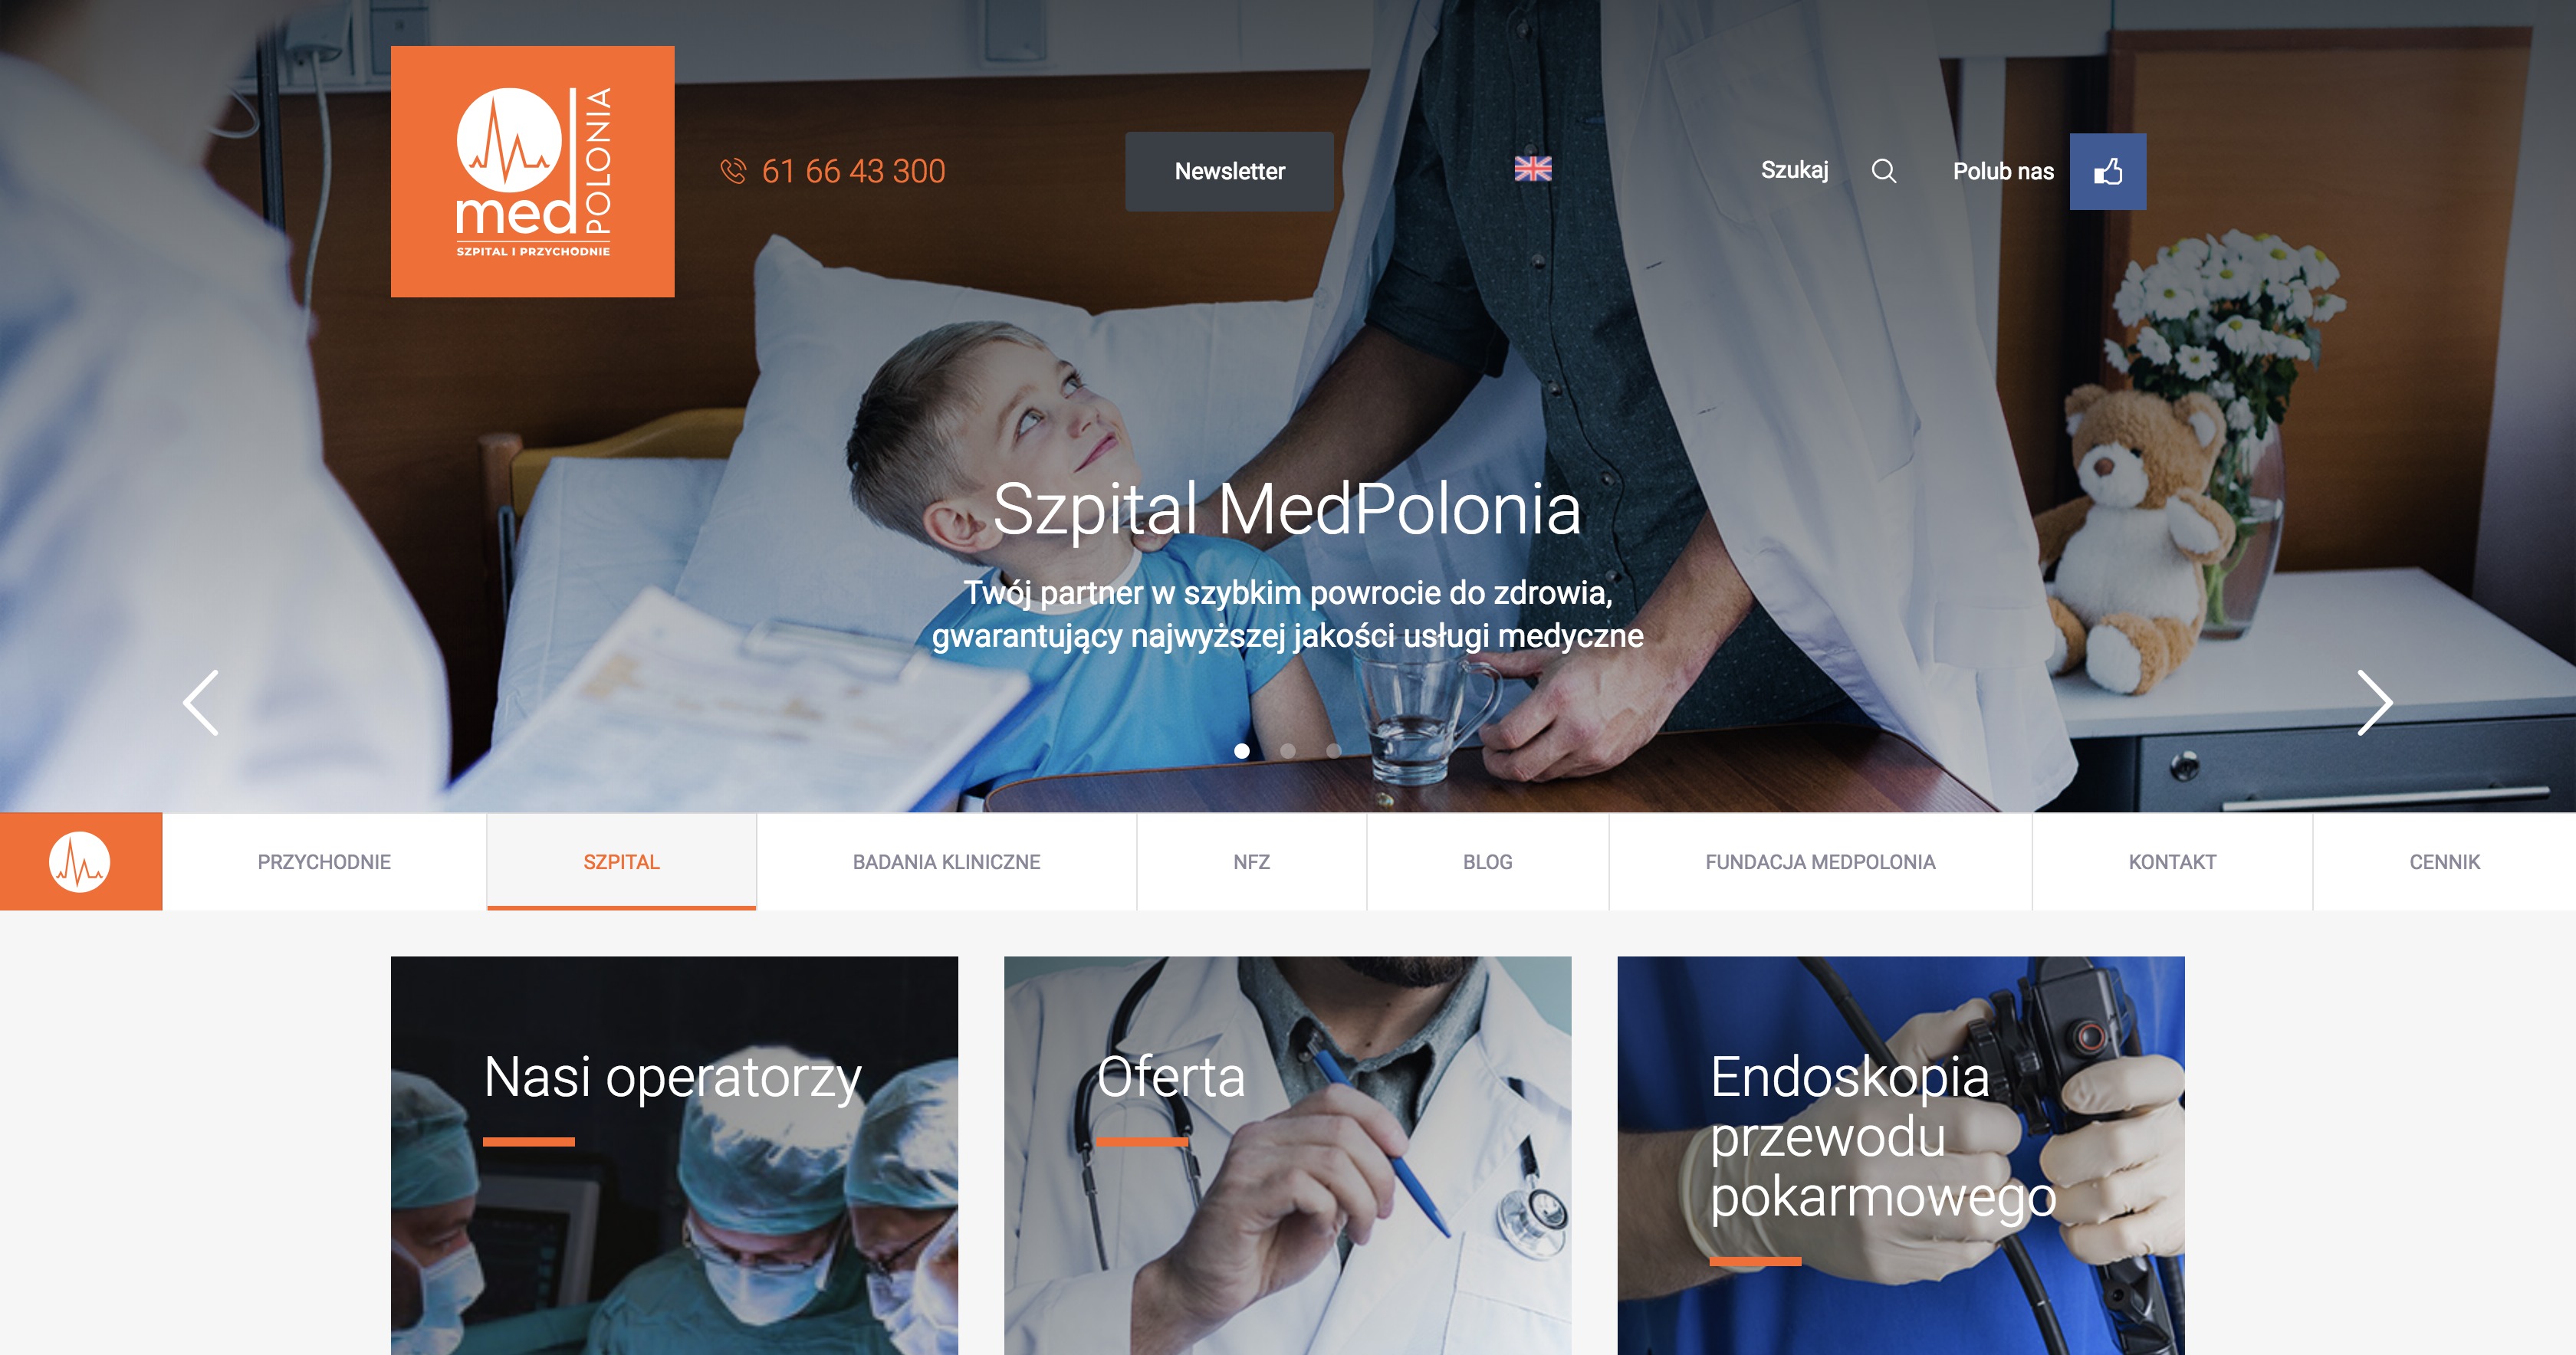 med
POLONIA
SZPITAL I PRZYCHODNIE
61 66 43 300
Newsletter
Szukaj
Polub nas
Szpital MedPolonia
Twój partner w szybkim powrocie do zdrowia,
gwarantujący najwyższej jakości usługi medyczne
PRZYCHODNIE
SZPITAL
BADANIA KLINICZNE
NFZ
BLOG
FUNDACJA MEDPOLONIA
KONTAKT
CENNIK
Nasi operatorzy
Oferta
Endoskopia
przewodu
pokarmowego